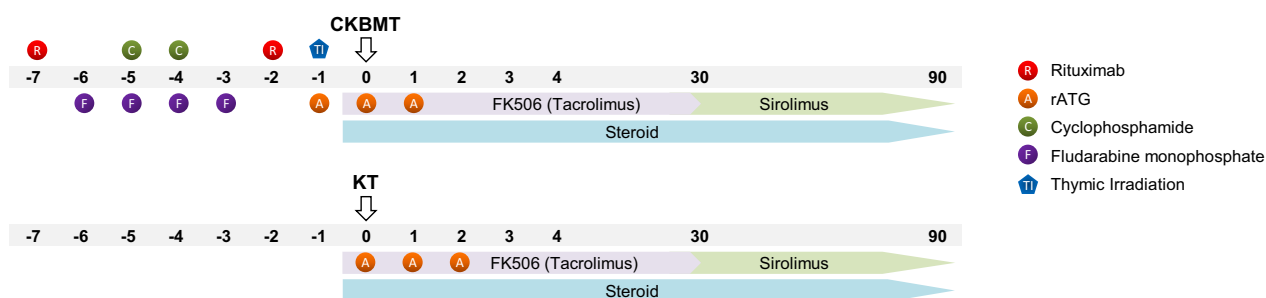 CKBMT
R C C R TI
-7 -6 -5 -4 -3 -2 -1 0 1 2 3 4 30 90
F F F F A A A FK506 (Tacrolimus) Sirolimus
Steroid
KT
-7 -6 -5 -4 -3 -2 -1 0 1 2 3 4 30 90
A A A FK506 (Tacrolimus) Sirolimus
Steroid
R Rituximab
A rATG
C Cyclophosphamide
F Fludarabine monophosphate
TI Thymic Irradiation